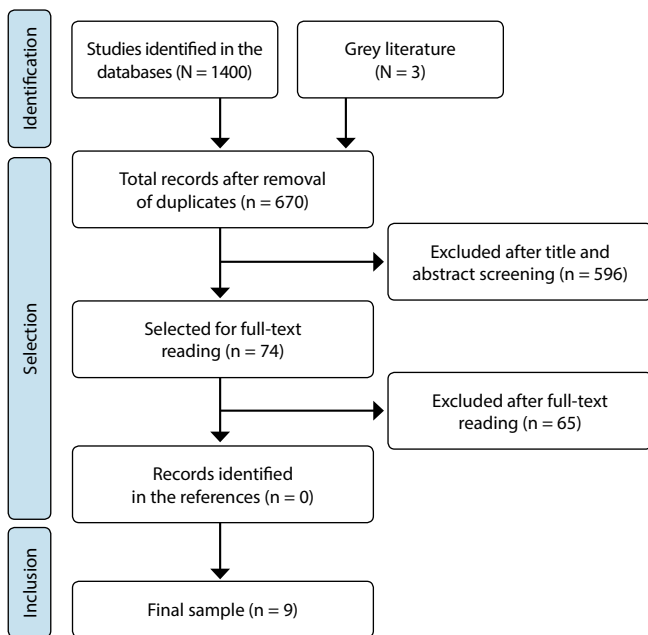 Identification
Studies identified in the
databases (N = 1400)
Grey literature
(N = 3)
Selection
Total records after removal
of duplicates (n = 670)
Excluded after title and
abstract screening (n = 596)
Selected for full-text
reading (n = 74)
Excluded after full-text
reading (n = 65)
Records identified
in the references (n = 0)
Inclusion
Final sample (n = 9)